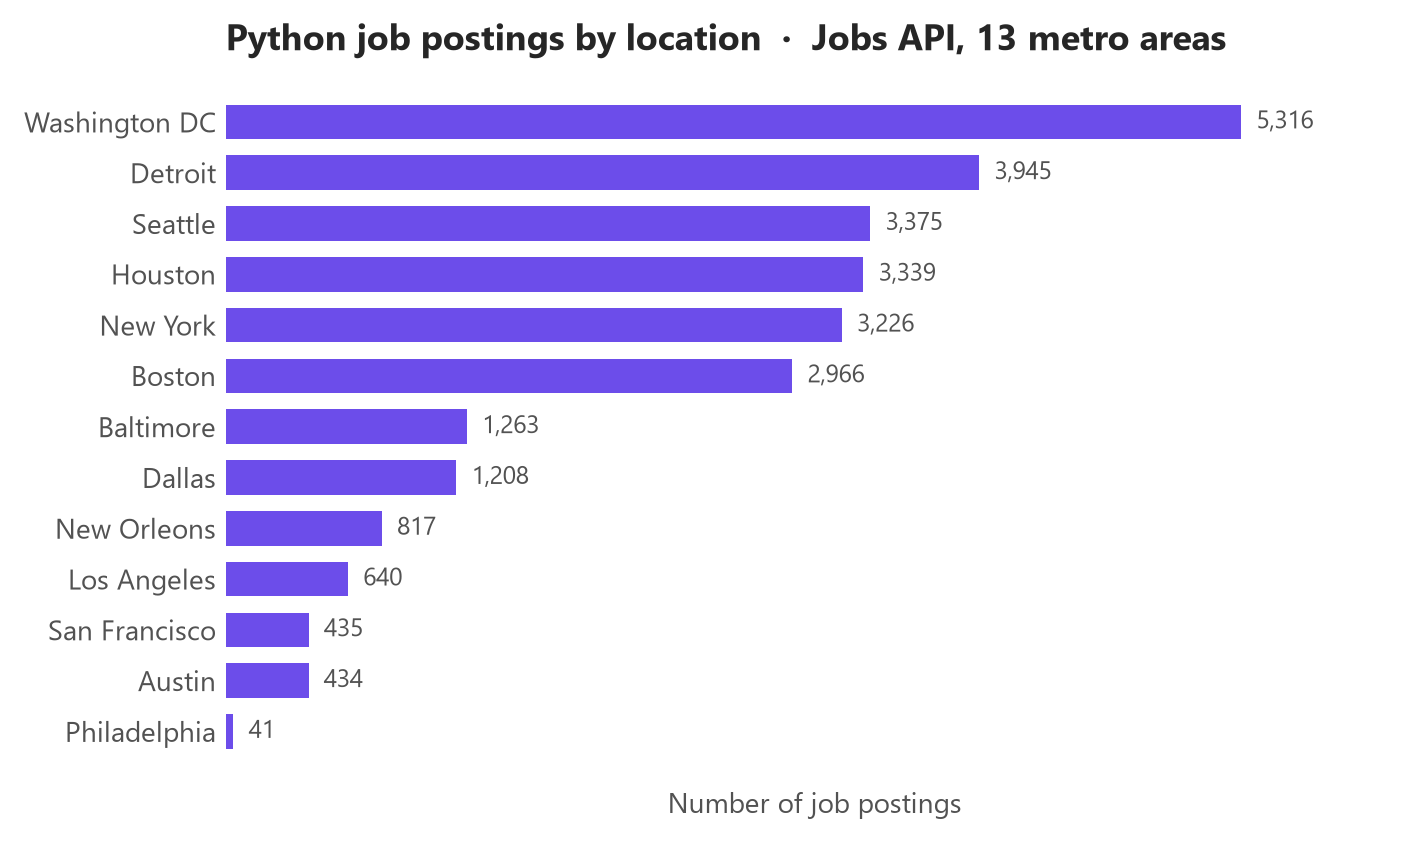 Python job postings by location · Jobs API, 13 metro areas
Washington DC 5,316
Detroit 3,945
Seattle 3,375
Houston 3,339
New York 3,226
Boston 2,966
Baltimore 1,263
Dallas 1,208
New Orleons 817
Los Angeles 640
San Francisco 435
Austin 434
Philadelphia 41
Number of job postings